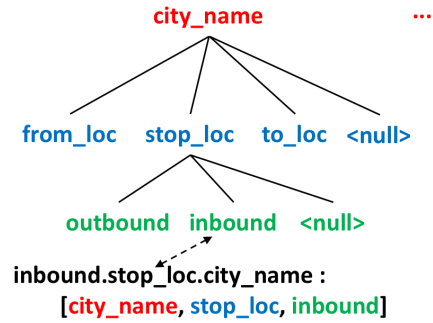 city_name ...
from_loc stop_loc to_loc <null>
outbound inbound <null>
inbound.stop_loc.city_name :
[city_name, stop_loc, inbound]